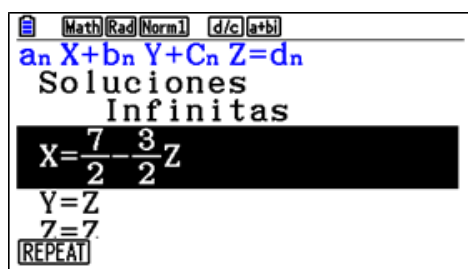 Math Rad Norm1 d/c a+bi
an X+bn Y+Cn Z=dn
Soluciones
Infinitas
X=7/2-3/2Z
Y=Z
Z=Z
REPEAT